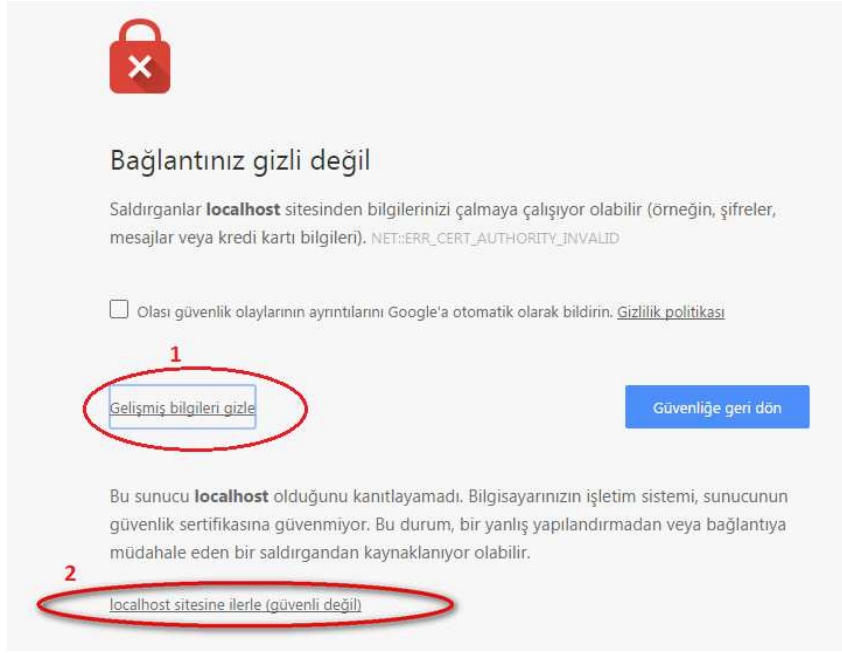 Bağlantınız gizli değil
Saldırganlar localhost sitesinden bilgilerinizi çalmaya çalışıyor olabilir (örneğin, şifreler,
mesajlar veya kredi kartı bilgileri). NET::ERR_CERT_AUTHORITY_INVALID
Olası güvenlik olaylarının ayrıntılarını Google'a otomatik olarak bildirin. Gizlilik politikası
1
Gelişmiş bilgileri gizle
Güvenliğe geri dön
Bu sunucu localhost olduğunu kanıtlayamadı. Bilgisayarınızın işletim sistemi, sunucunun
güvenlik sertifikasına güvenmiyor. Bu durum, bir yanlış yapılandırmadan veya bağlantıya
müdahale eden bir saldırgandan kaynaklanıyor olabilir.
2
localhost sitesine ilerle (güvenli değil)